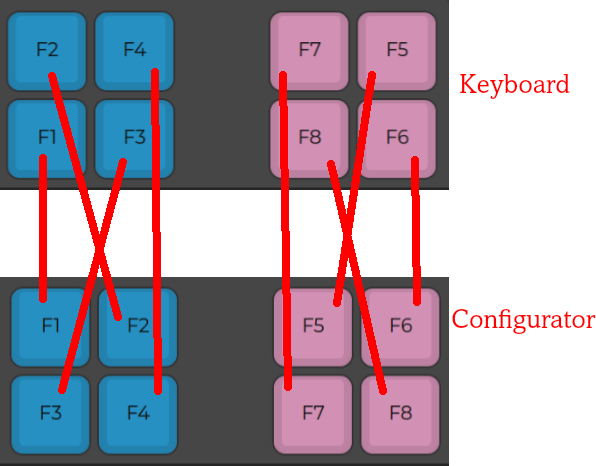 F2 F4 F7 F5
Keyboard
F1 F3 F8 F6
F1 F2 F5 F6
Configurator
F3 F4 F7 F8